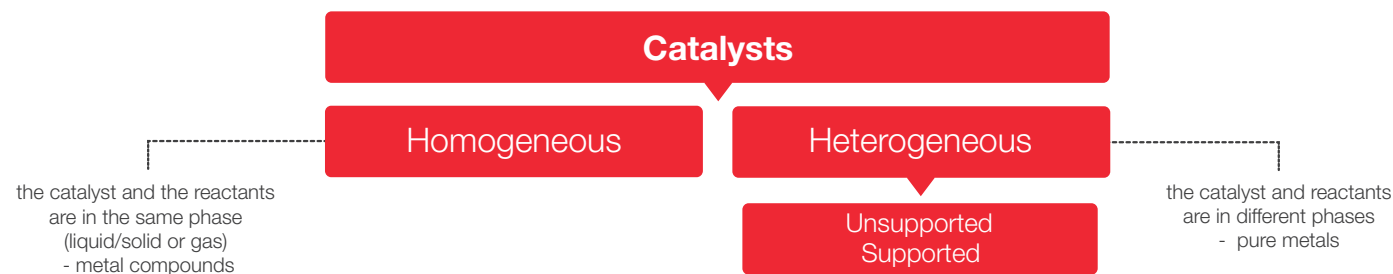 Catalysts
Homogeneous
Heterogeneous
the catalyst and the reactants
are in the same phase
(liquid/solid or gas)
- metal compounds
Unsupported
Supported
the catalyst and reactants
are in different phases
- pure metals